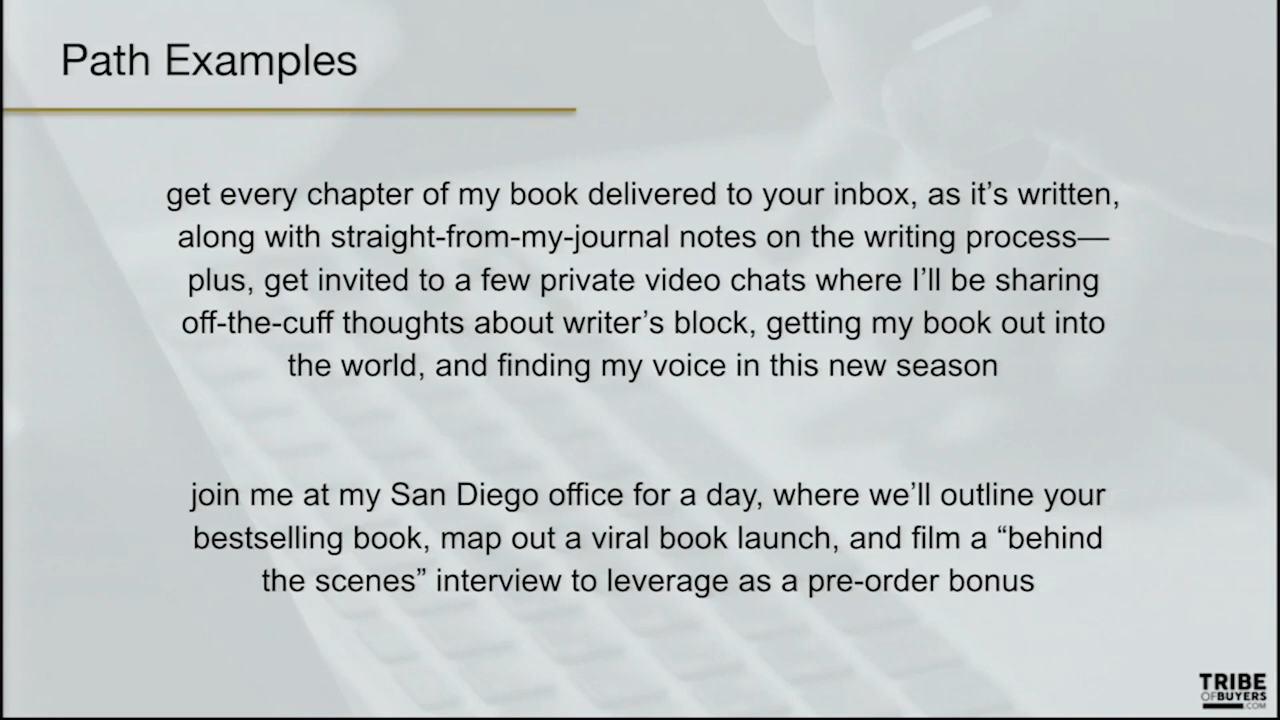 Path Examples
get every chapter of my book delivered to your inbox, as it’s written,
along with straight-from-my-journal notes on the writing process—
plus, get invited to a few private video chats where I’ll be sharing
off-the-cuff thoughts about writer’s block, getting my book out into
the world, and finding my voice in this new season
join me at my San Diego office for a day, where we’ll outline your
bestselling book, map out a viral book launch, and film a “behind
the scenes” interview to leverage as a pre-order bonus
TRIBE
OFBUYERS
.COM